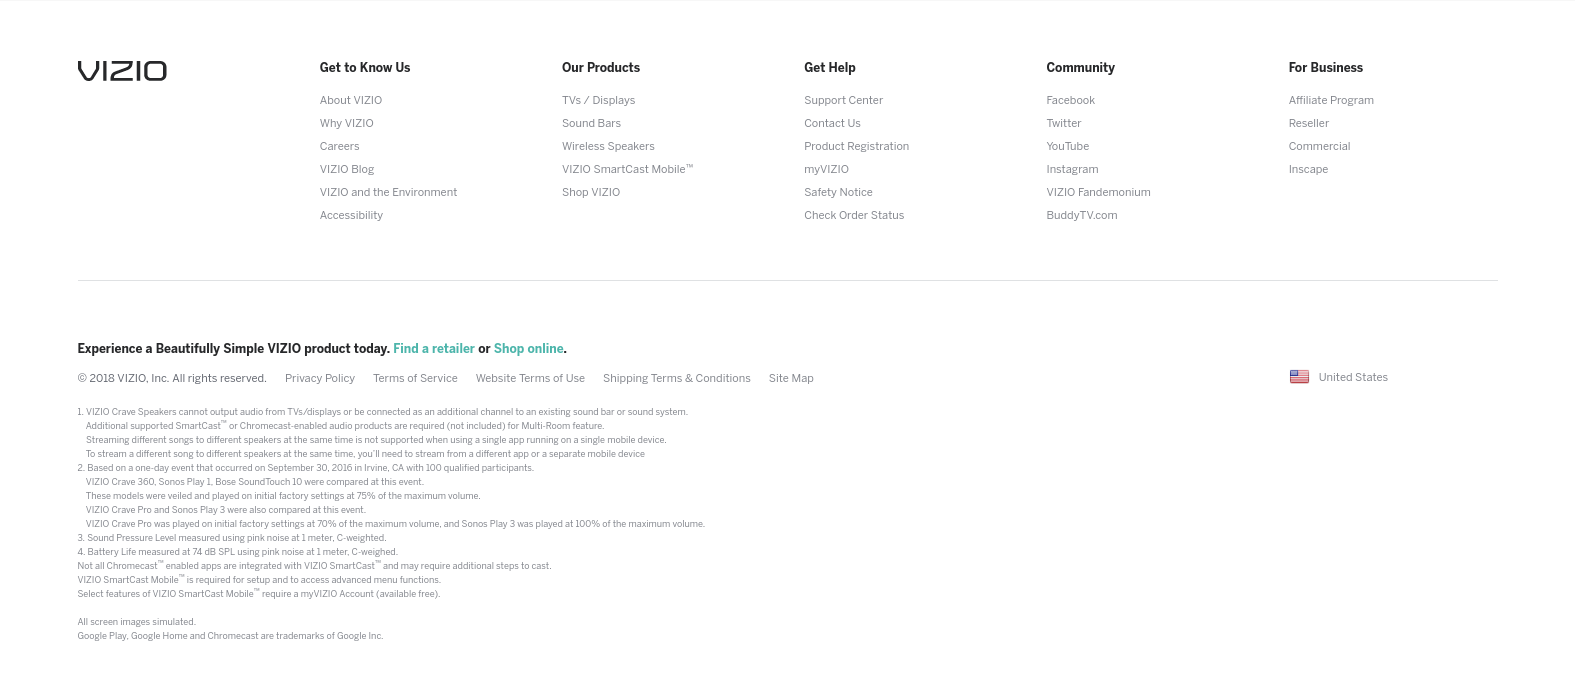 VIZIO
Get to Know Us
About VIZIO
Why VIZIO
Careers
VIZIO Blog
VIZIO and the Environment
Accessibility
Our Products
TVs / Displays
Sound Bars
Wireless Speakers
VIZIO SmartCast Mobile™
Shop VIZIO
Get Help
Support Center
Contact Us
Product Registration
myVIZIO
Safety Notice
Check Order Status
Community
Facebook
Twitter
YouTube
Instagram
VIZIO Fandemonium
BuddyTV.com
For Business
Affiliate Program
Reseller
Commercial
Inscape
Experience a Beautifully Simple VIZIO product today. Find a retailer or Shop online.
© 2018 VIZIO, Inc. All rights reserved. Privacy Policy Terms of Service Website Terms of Use Shipping Terms & Conditions Site Map United States
1. VIZIO Crave Speakers cannot output audio from TVs/displays or be connected as an additional channel to an existing sound bar or sound system.
Additional supported SmartCast™ or Chromecast-enabled audio products are required (not included) for Multi-Room feature.
Streaming different songs to different speakers at the same time is not supported when using a single app running on a single mobile device.
To stream a different song to different speakers at the same time, you'll need to stream from a different app or a separate mobile device
2. Based on a one-day event that occurred on September 30, 2016 in Irvine, CA with 100 qualified participants.
VIZIO Crave 360, Sonos Play 1, Bose SoundTouch 10 were compared at this event.
These models were veiled and played on initial factory settings at 75% of the maximum volume.
VIZIO Crave Pro and Sonos Play 3 were also compared at this event.
VIZIO Crave Pro was played on initial factory settings at 70% of the maximum volume, and Sonos Play 3 was played at 100% of the maximum volume.
3. Sound Pressure Level measured using pink noise at 1 meter, C-weighted.
4. Battery Life measured at 74 dB SPL using pink noise at 1 meter, C-weighed.
Not all Chromecast™ enabled apps are integrated with VIZIO SmartCast™ and may require additional steps to cast.
VIZIO SmartCast Mobile™ is required for setup and to access advanced menu functions.
Select features of VIZIO SmartCast Mobile™ require a myVIZIO Account (available free).
All screen images simulated.
Google Play, Google Home and Chromecast are trademarks of Google Inc.